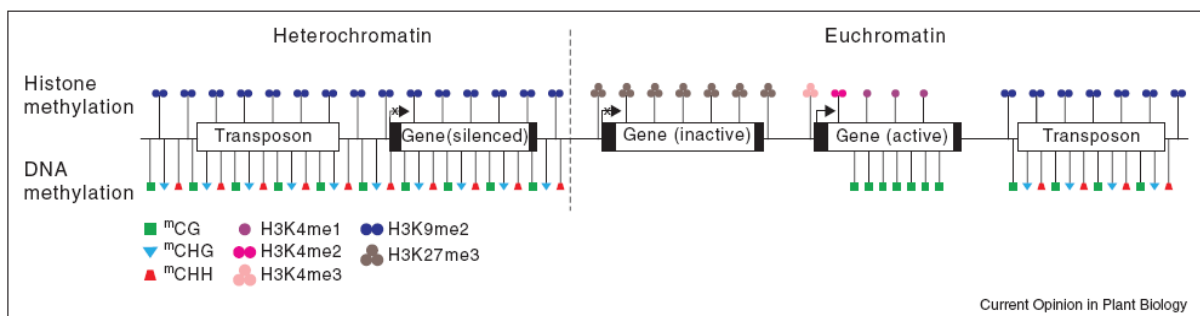 Heterochromatin
Euchromatin
Histone
methylation
x
x
Transposon
Gene(silenced)
Gene (inactive)
Gene (active)
Transposon
DNA
methylation
mCG
H3K4me1
H3K9me2
mCHG
H3K4me2
H3K27me3
mCHH
H3K4me3
Current Opinion in Plant Biology